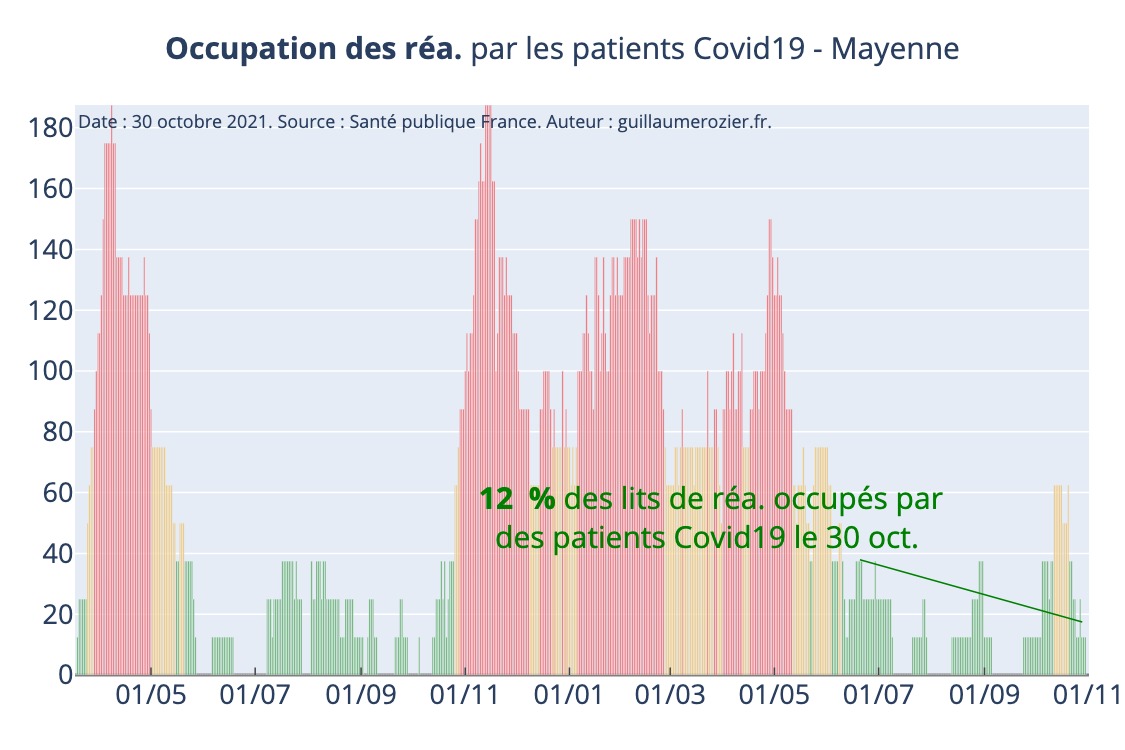 Occupation des réa. par les patients Covid19 - Mayenne
Date : 30 octobre 2021. Source : Santé publique France. Auteur : guillaumerozier.fr.
180
160
140
120
100
80
60
40
20
0
12 % des lits de réa. occupés par
des patients Covid19 le 30 oct.
01/05 01/07 01/09 01/11 01/01 01/03 01/05 01/07 01/09 01/11